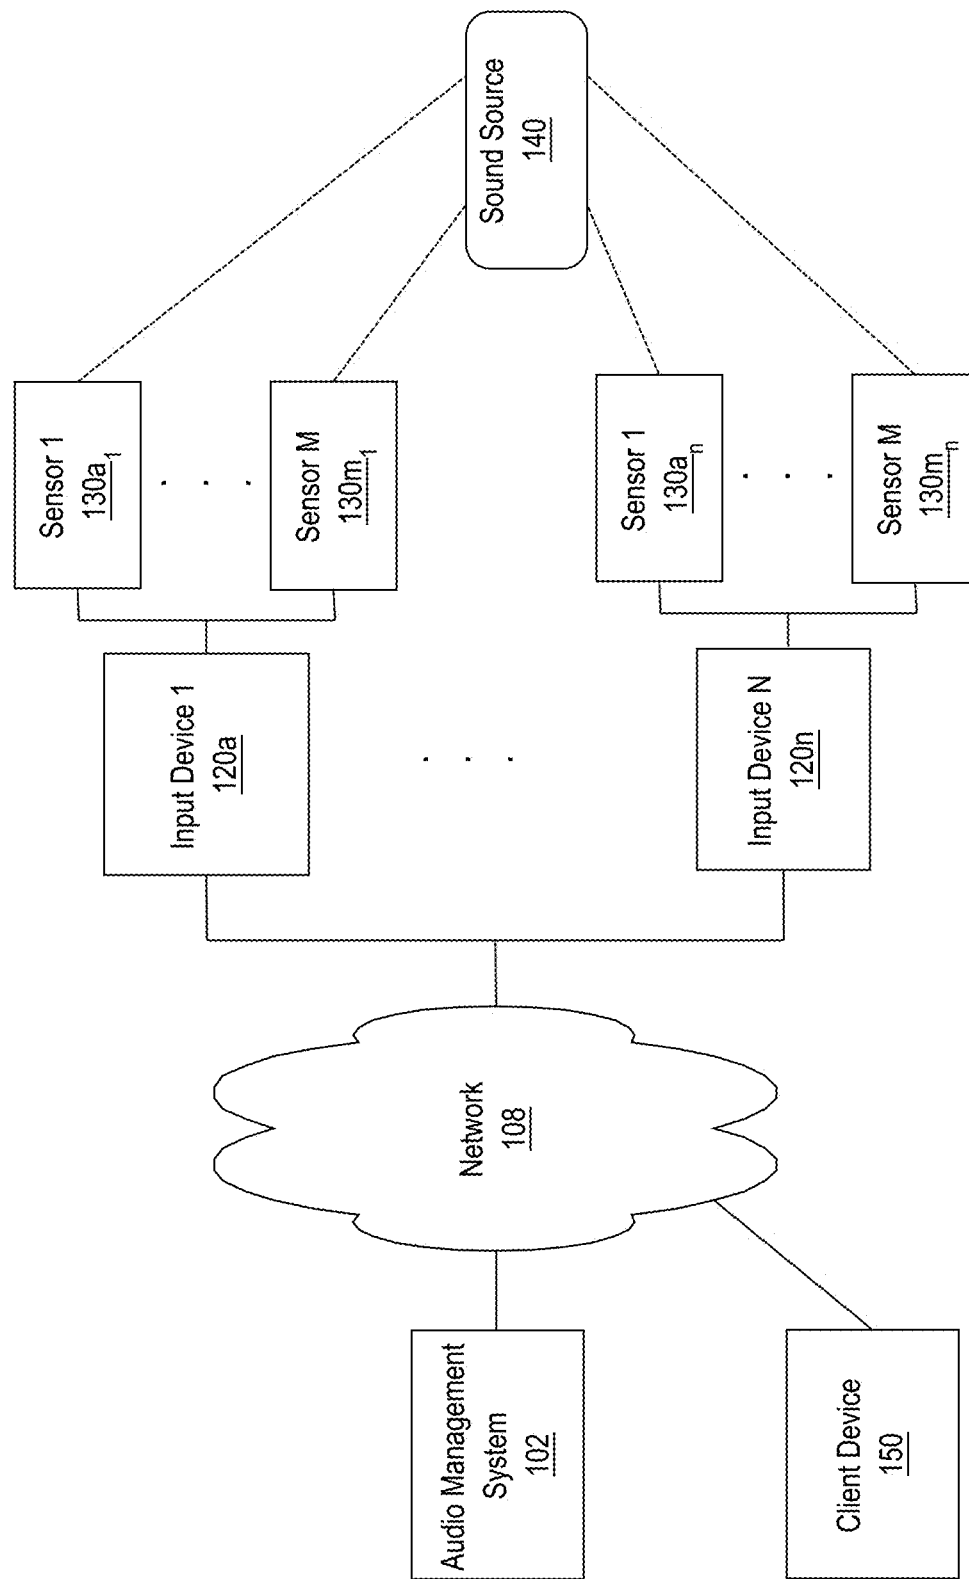 Audio Management
System
102
Client Device
150
Network
108
Input Device 1
120a
Input Device N
120n
Sensor 1
130a1
Sensor M
130m1
Sensor 1
130an
Sensor M
130mn
Sound Source
140